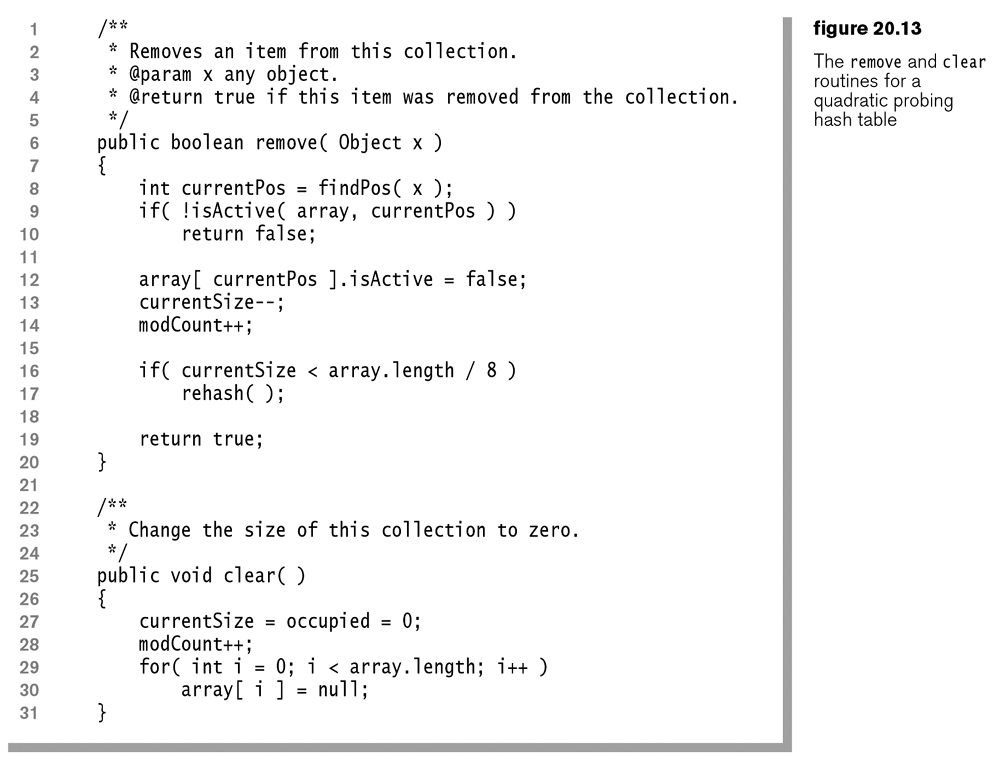 1 /**
2 * Removes an item from this collection.
3 * @param x any object.
4 * @return true if this item was removed from the collection.
5 */
6 public boolean remove( Object x )
7 {
8 int currentPos = findPos( x );
9 if( !isActive( array, currentPos ) )
10 return false;
11
12 array[ currentPos ].isActive = false;
13 currentSize--;
14 modCount++;
15
16 if( currentSize < array.length / 8 )
17 rehash( );
18
19 return true;
20 }
21
22 /**
23 * Change the size of this collection to zero.
24 */
25 public void clear( )
26 {
27 currentSize = occupied = 0;
28 modCount++;
29 for( int i = 0; i < array.length; i++ )
30 array[ i ] = null;
31 }
figure 20.13
The remove and clear
routines for a
quadratic probing
hash table